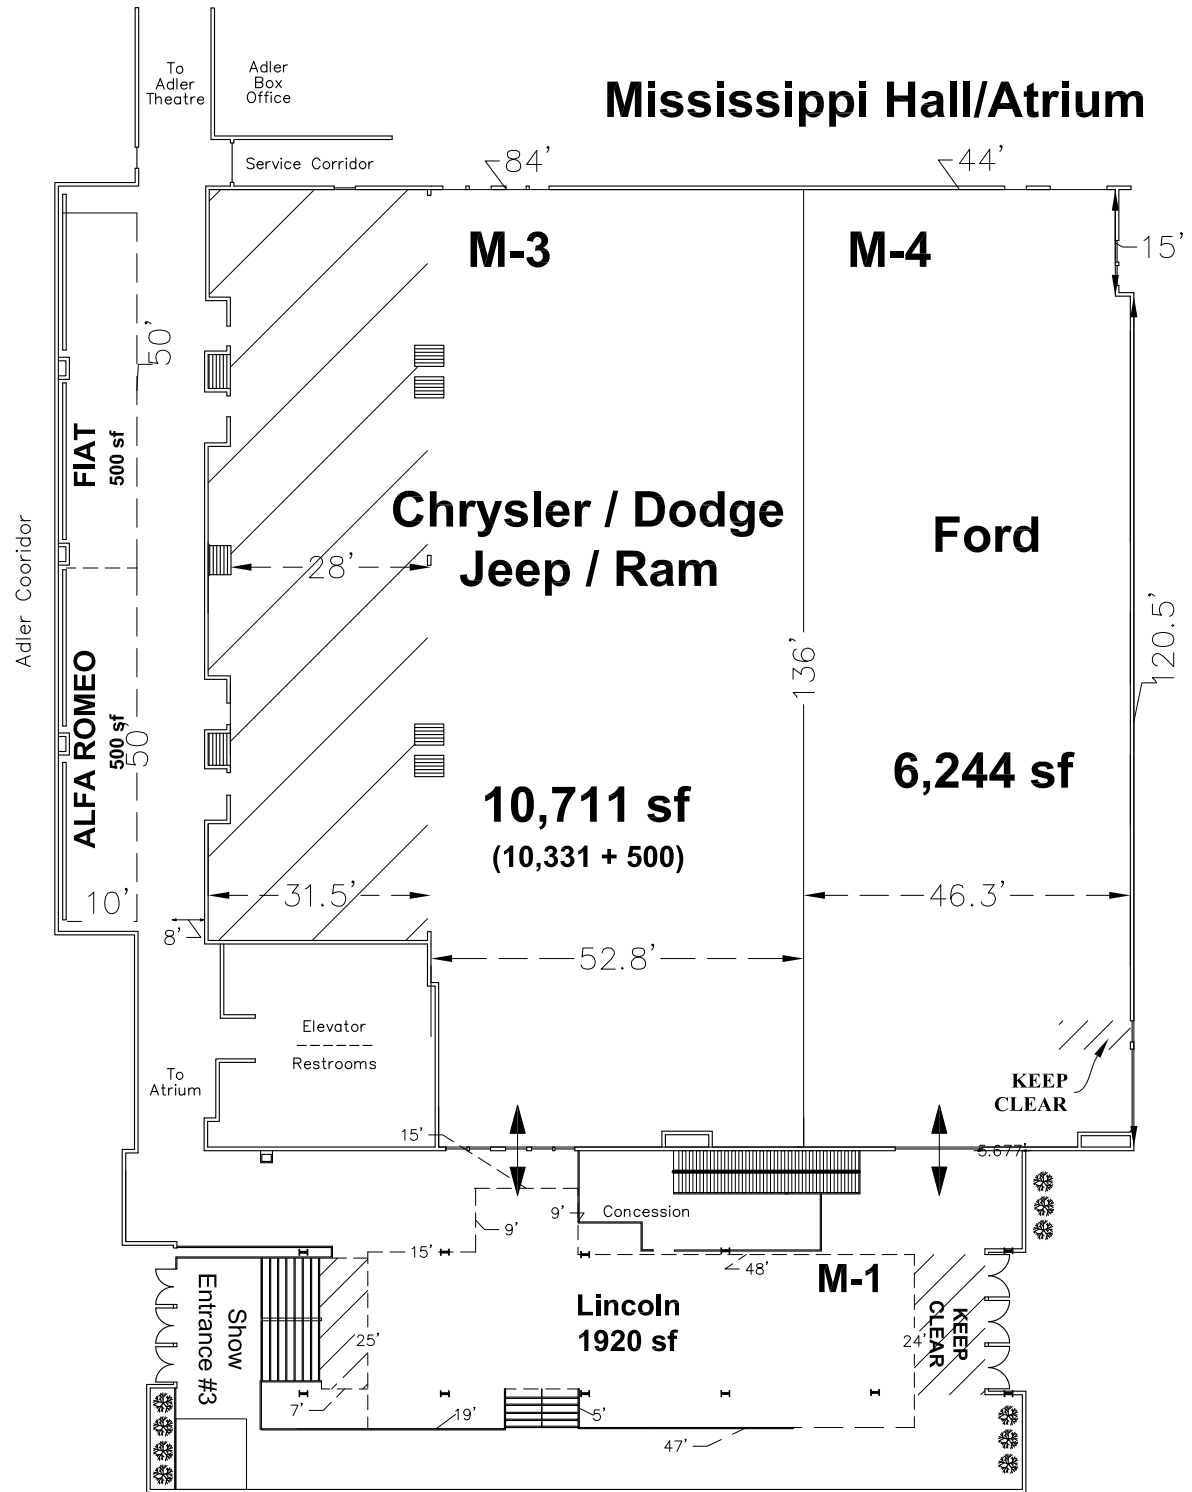 To
Adler
Theatre
Adler
Box
Office
Mississippi Hall/Atrium
Service Corridor
84'
44'
M-3
M-4
15'
50'
FIAT
500 sf
Chrysler / Dodge
Jeep / Ram
Ford
28'
Adler Cooridor
136'
120.5'
ALFA ROMEO
500 sf
50'
6,244 sf
10,711 sf
(10,331 + 500)
10'
31.5'
46.3'
8'
52.8'
Elevator
Restrooms
To
Atrium
KEEP
CLEAR
15'
5.677'
9'
9'
Concession
15'
48'
M-1
Lincoln
1920 sf
25'
24'
KEEP
CLEAR
Show
Entrance #3
7'
19'
5'
47'